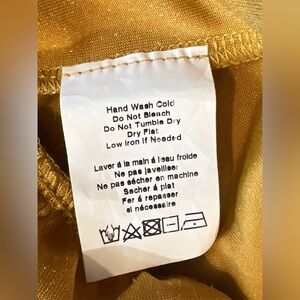 Hand Wash Cold
Do Not Bleach
Do Not Tumble Dry
Dry Flat
Low Iron if Needed
Laver á la main á l'eau froide
Ne pas javelliser
Ne pas sécher en machine
Sécher á plat
Fer á repasser
si nécessaire